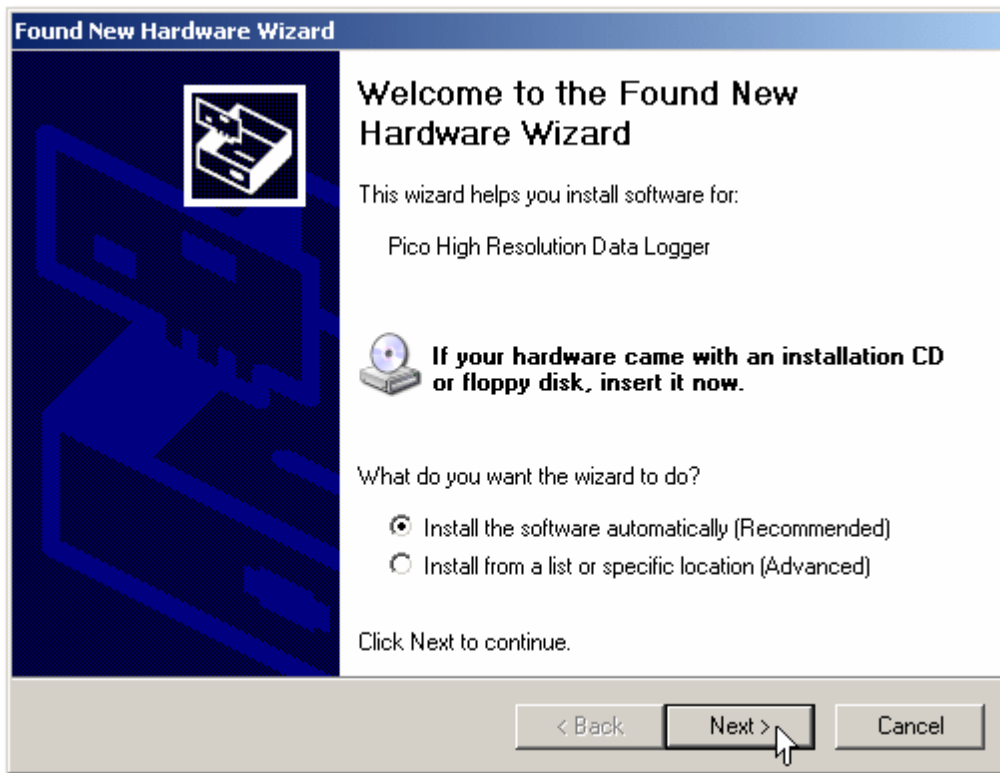 Found New Hardware Wizard
Welcome to the Found New
Hardware Wizard
This wizard helps you install software for:
Pico High Resolution Data Logger
If your hardware came with an installation CD
or floppy disk, insert it now.
What do you want the wizard to do?
Install the software automatically (Recommended)
Install from a list or specific location (Advanced)
Click Next to continue.
< Back
Next >
Cancel